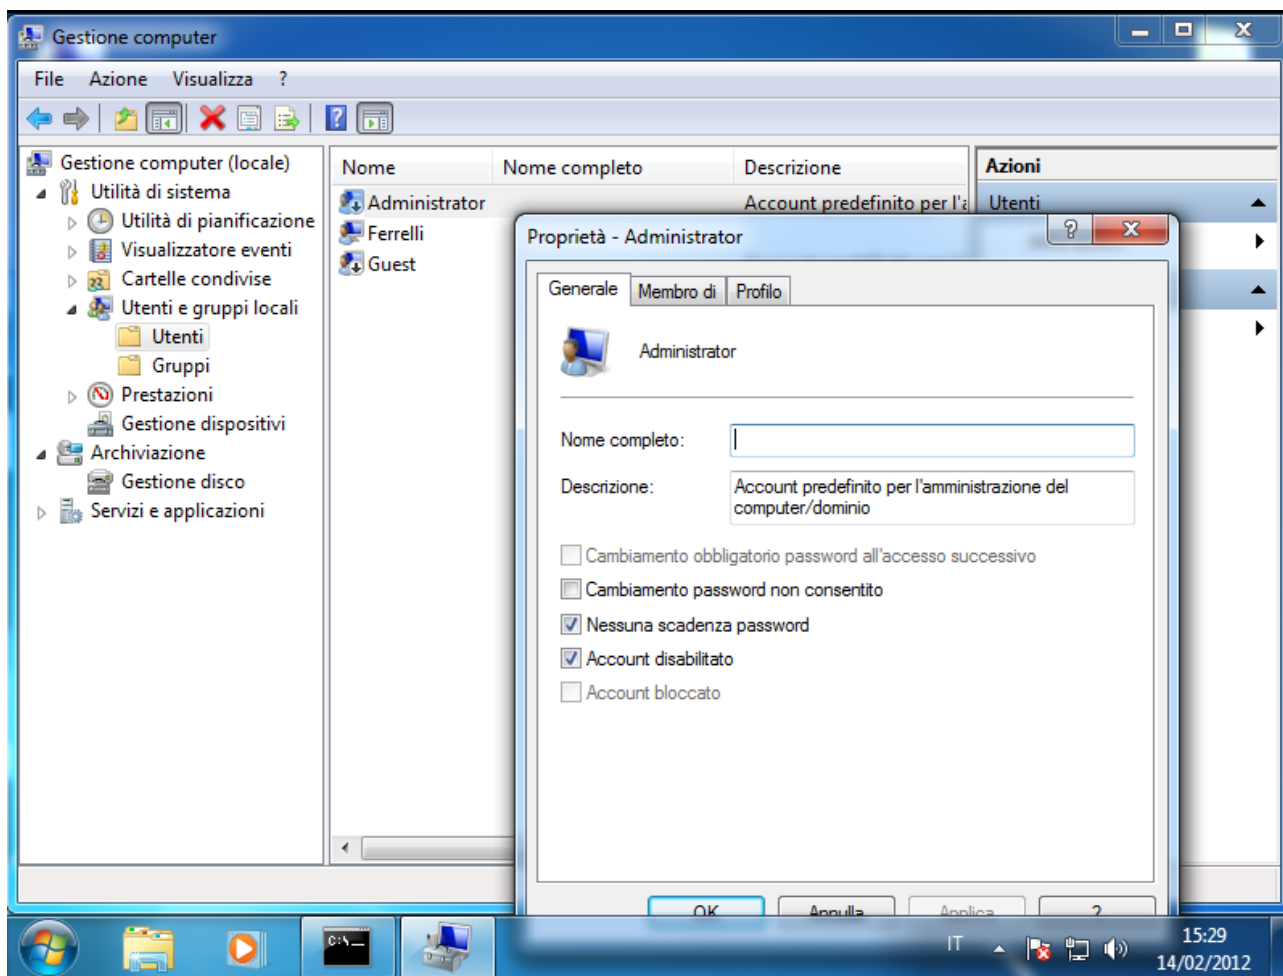 Gestione computer
File Azione Visualizza ?
Gestione computer (locale)
Utilità di sistema
Utilità di pianificazione
Visualizzatore eventi
Cartelle condivise
Utenti e gruppi locali
Utenti
Gruppi
Prestazioni
Gestione dispositivi
Archiviazione
Gestione disco
Servizi e applicazioni
Nome Nome completo Descrizione
Administrator Account predefinito per l'a
Ferrelli
Guest
Azioni
Utenti
Proprietà - Administrator
Generale Membro di Profilo
Administrator
Nome completo:
Descrizione: Account predefinito per l'amministrazione del
computer/dominio
Cambiamento obbligatorio password all'accesso successivo
Cambiamento password non consentito
Nessuna scadenza password
Account disabilitato
Account bloccato
OK Annulla Applica ?
C:\_
IT
15:29
14/02/2012